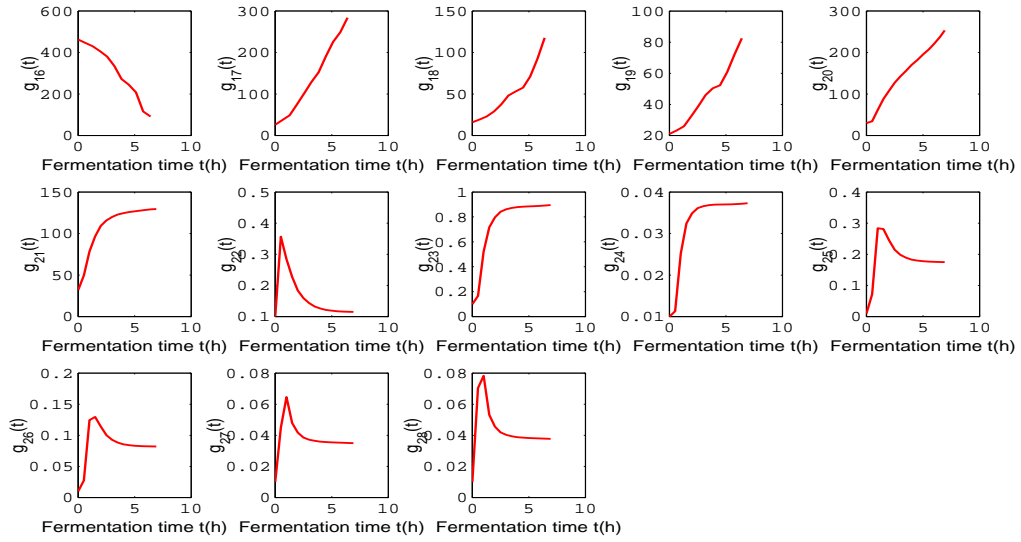 g16(t)
600
400
200
0
0 5 10
Fermentation time t(h)
g17(t)
300
200
100
0
0 5 10
Fermentation time t(h)
g18(t)
150
100
50
0
0 5 10
Fermentation time t(h)
g19(t)
100
80
60
40
20
0 5 10
Fermentation time t(h)
g20(t)
300
200
100
0
0 5 10
Fermentation time t(h)
g21(t)
150
100
50
0
0 5 10
Fermentation time t(h)
g22(t)
0.5
0.4
0.3
0.2
0.1
0 5 10
Fermentation time t(h)
g23(t)
1
0.8
0.6
0.4
0.2
0
0 5 10
Fermentation time t(h)
g24(t)
0.04
0.03
0.02
0.01
0 5 10
Fermentation time t(h)
g25(t)
0.4
0.3
0.2
0.1
0
0 5 10
Fermentation time t(h)
g26(t)
0.2
0.15
0.1
0.05
0
0 5 10
Fermentation time t(h)
g27(t)
0.08
0.06
0.04
0.02
0
0 5 10
Fermentation time t(h)
g28(t)
0.08
0.06
0.04
0.02
0
0 5 10
Fermentation time t(h)